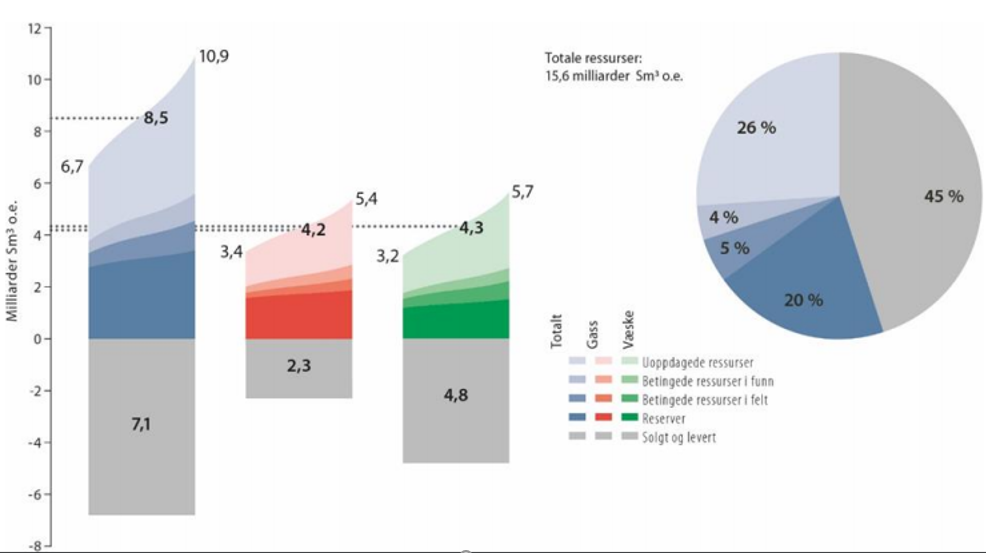 12
10
8
6
4
2
0
-2
-4
-6
-8
Milliarder Sm³ o.e.
10,9
8,5
6,7
7,1
5,4
4,2
3,4
2,3
5,7
4,3
3,2
4,8
Totale ressurser:
15,6 milliarder Sm³ o.e.
26 %
45 %
4 %
5 %
20 %
Totalt
Gass
Væske
Uoppdagede ressurser
Betingede ressurser i funn
Betingede ressurser i felt
Reserver
Solgt og levert